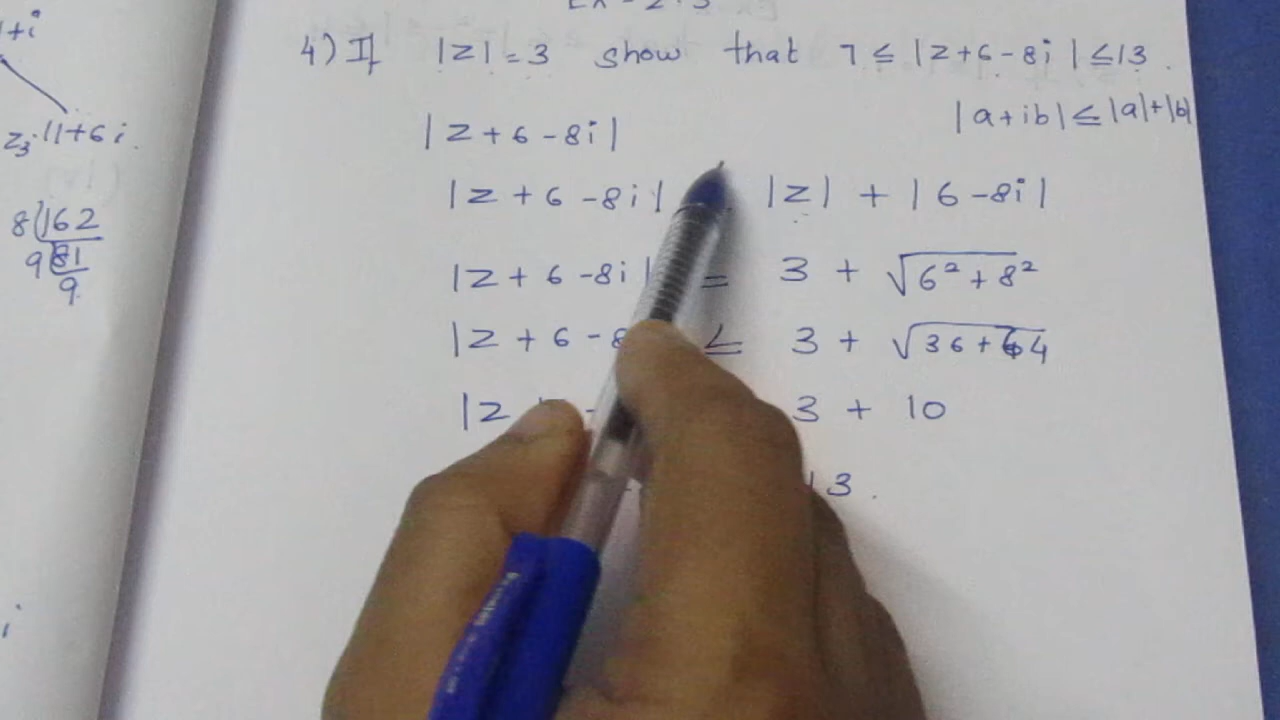 4) If |z| = 3 show that 7 ≤ |z+6-8i| ≤ 13.
|a+ib| ≤ |a|+|b|
|z+6-8i|
|z+6-8i| |z| + |6-8i|
|z+6-8i| = 3 + √6²+8²
|z+6-8 ≤ 3 + √36+64
|z 3 + 10
13.
+i
z₃ 11+6i.
8 162
9 81
9
i